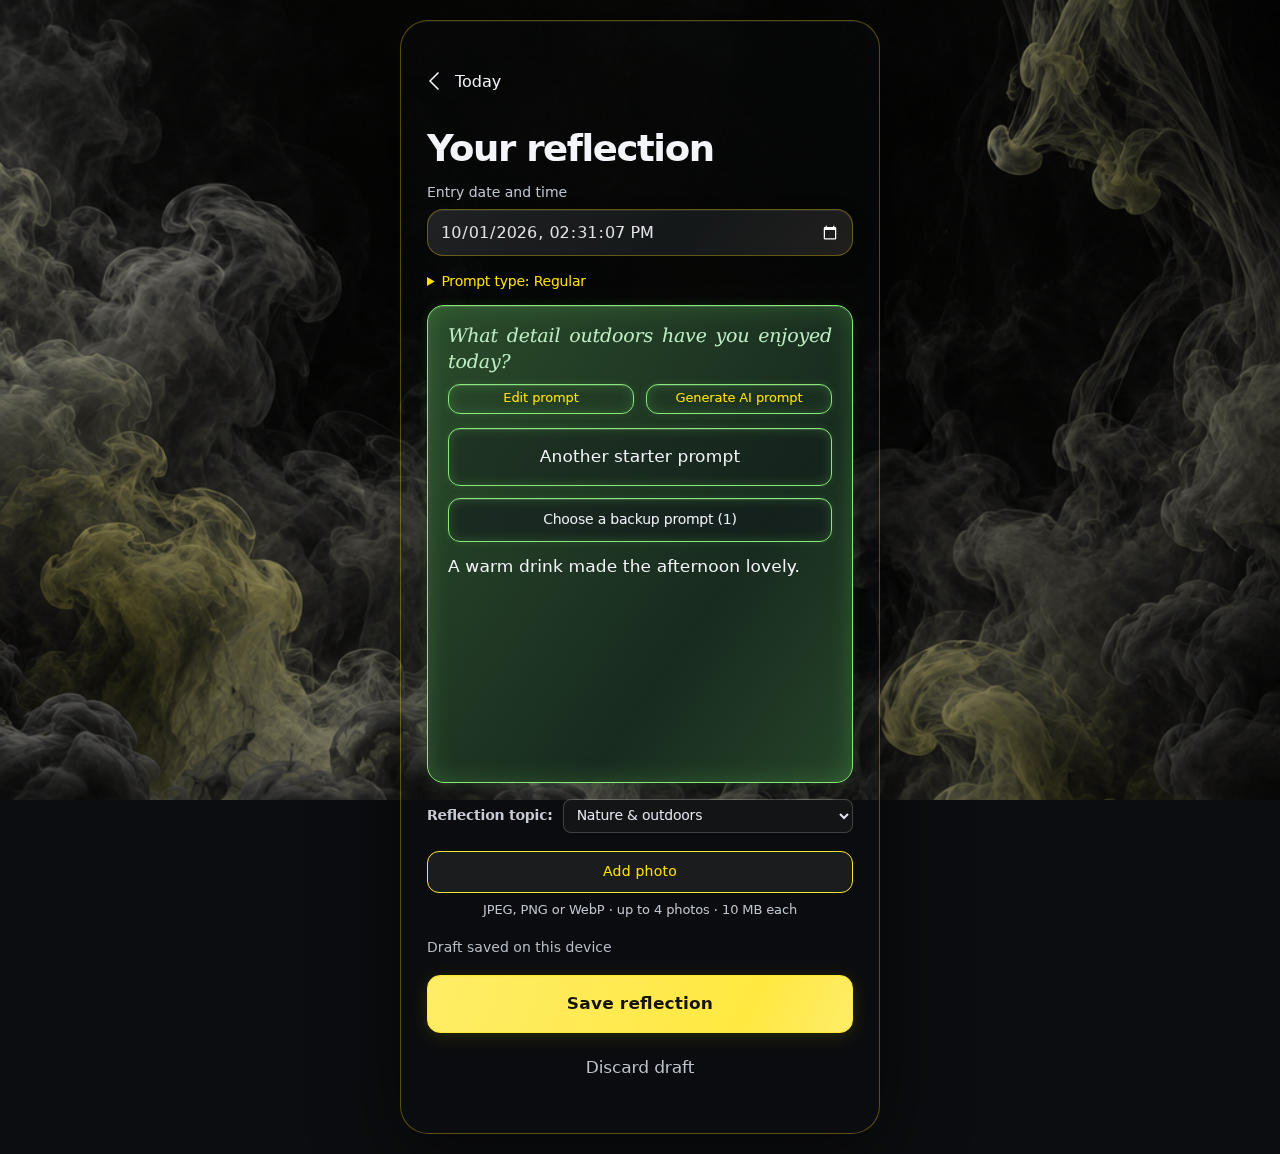 Today
Your reflection
Entry date and time
10/01/2026, 02:31:07 PM
Prompt type: Regular
What detail outdoors have you enjoyed
today?
Edit prompt
Generate AI prompt
Another starter prompt
Choose a backup prompt (1)
A warm drink made the afternoon lovely.
Reflection topic:
Nature & outdoors
Add photo
JPEG, PNG or WebP · up to 4 photos · 10 MB each
Draft saved on this device
Save reflection
Discard draft